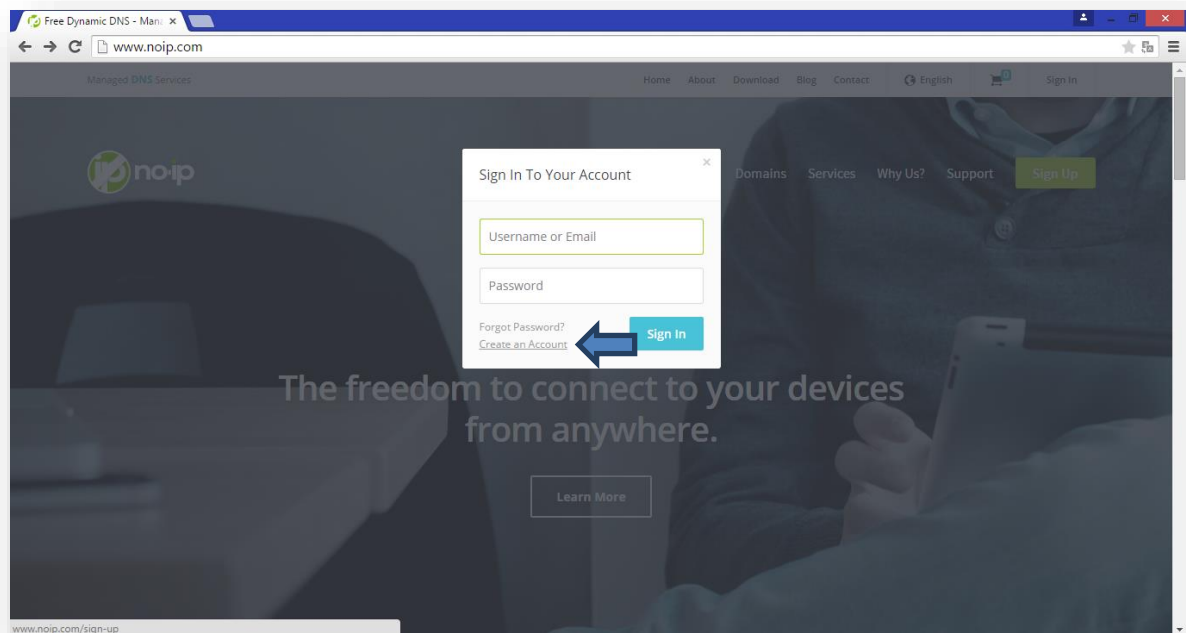 Free Dynamic DNS - Mana
www.noip.com
Managed DNS Services
Home About Download Blog Contact English 0 Sign In
no-ip
Domains Services Why Us? Support Sign Up
Sign In To Your Account
Username or Email
Password
Forgot Password?
Create an Account
Sign In
The freedom to connect to your devices
from anywhere.
Learn More
www.noip.com/sign-up